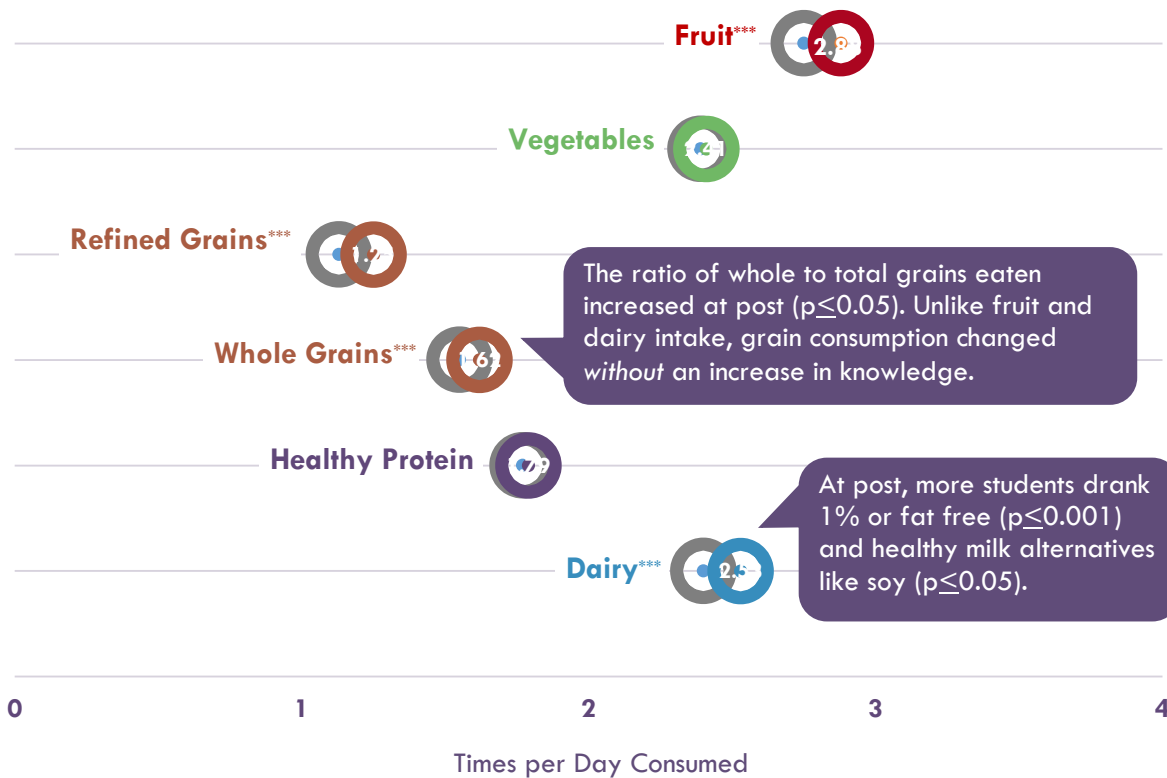 Fruit***
Vegetables
Refined Grains***
The ratio of whole to total grains eaten
increased at post (p≤0.05). Unlike fruit and
dairy intake, grain consumption changed
without an increase in knowledge.
Whole Grains***
Healthy Protein
At post, more students drank
1% or fat free (p≤0.001)
and healthy milk alternatives
like soy (p≤0.05).
Dairy***
0 1 2 3 4
Times per Day Consumed